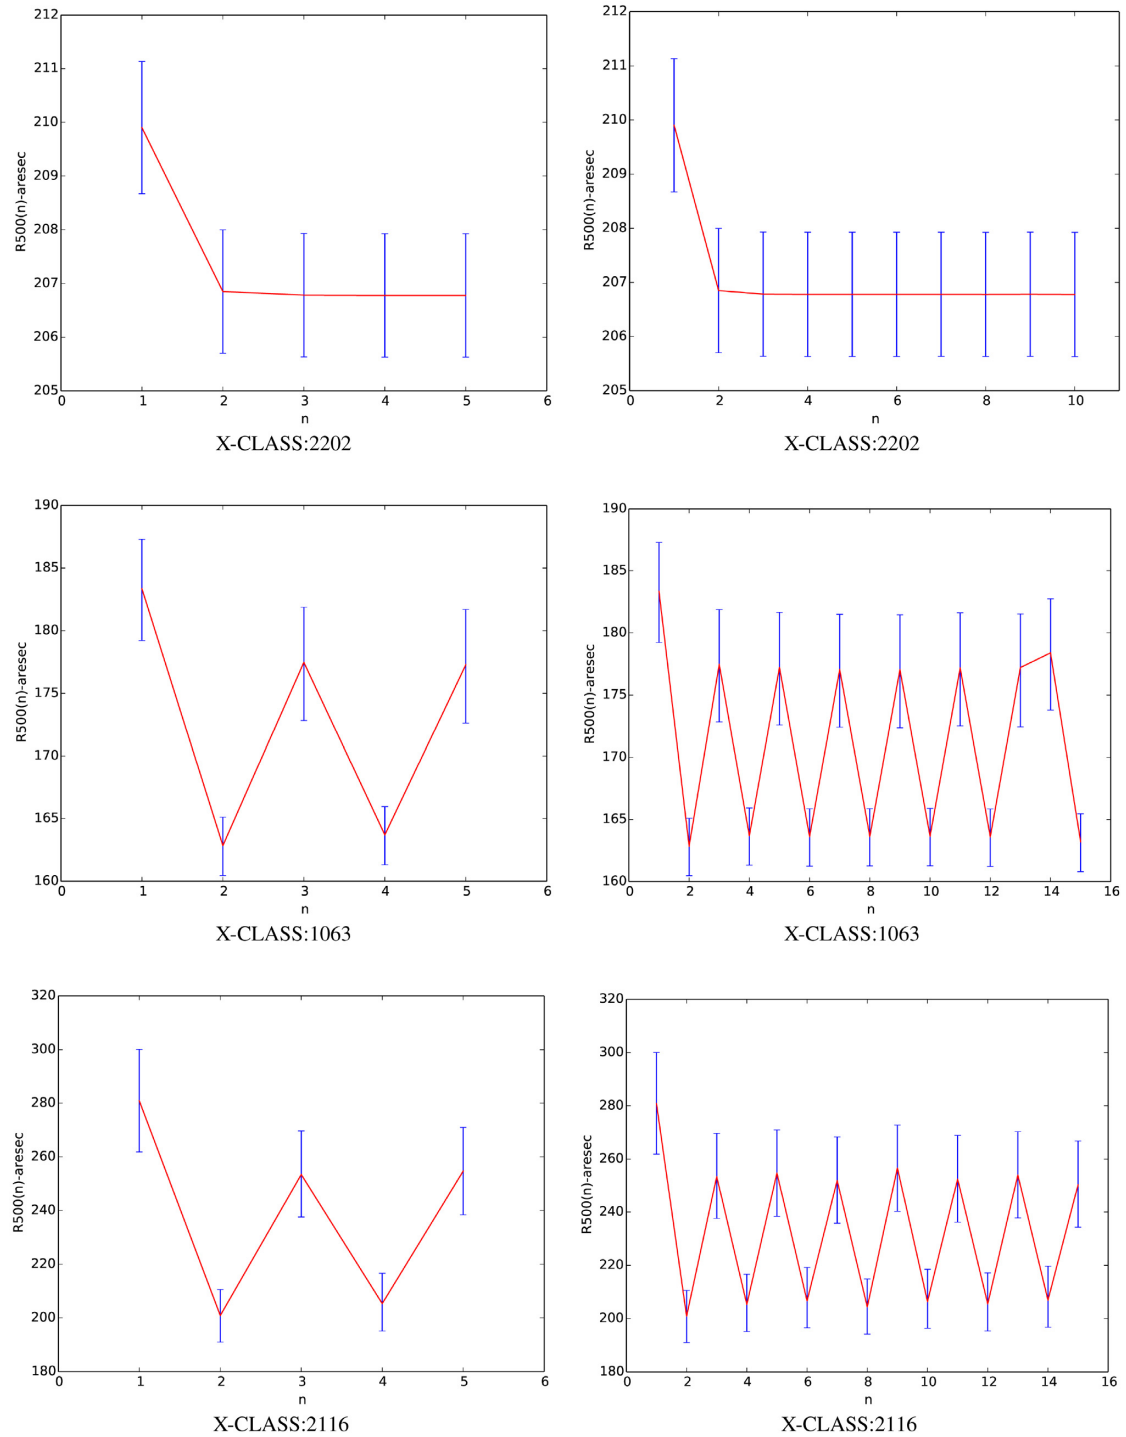 212
211
210
209
208
207
206
205
R500(n)-aresec
0 1 2 3 4 5 6
n
X-CLASS:2202
212
211
210
209
208
207
206
205
R500(n)-aresec
0 2 4 6 8 10
n
X-CLASS:2202
190
185
180
175
170
165
160
R500(n)-aresec
0 1 2 3 4 5 6
n
X-CLASS:1063
190
185
180
175
170
165
160
R500(n)-aresec
0 2 4 6 8 10 12 14 16
n
X-CLASS:1063
320
300
280
260
240
220
200
180
R500(n)-aresec
0 1 2 3 4 5 6
n
X-CLASS:2116
320
300
280
260
240
220
200
180
R500(n)-aresec
0 2 4 6 8 10 12 14 16
n
X-CLASS:2116